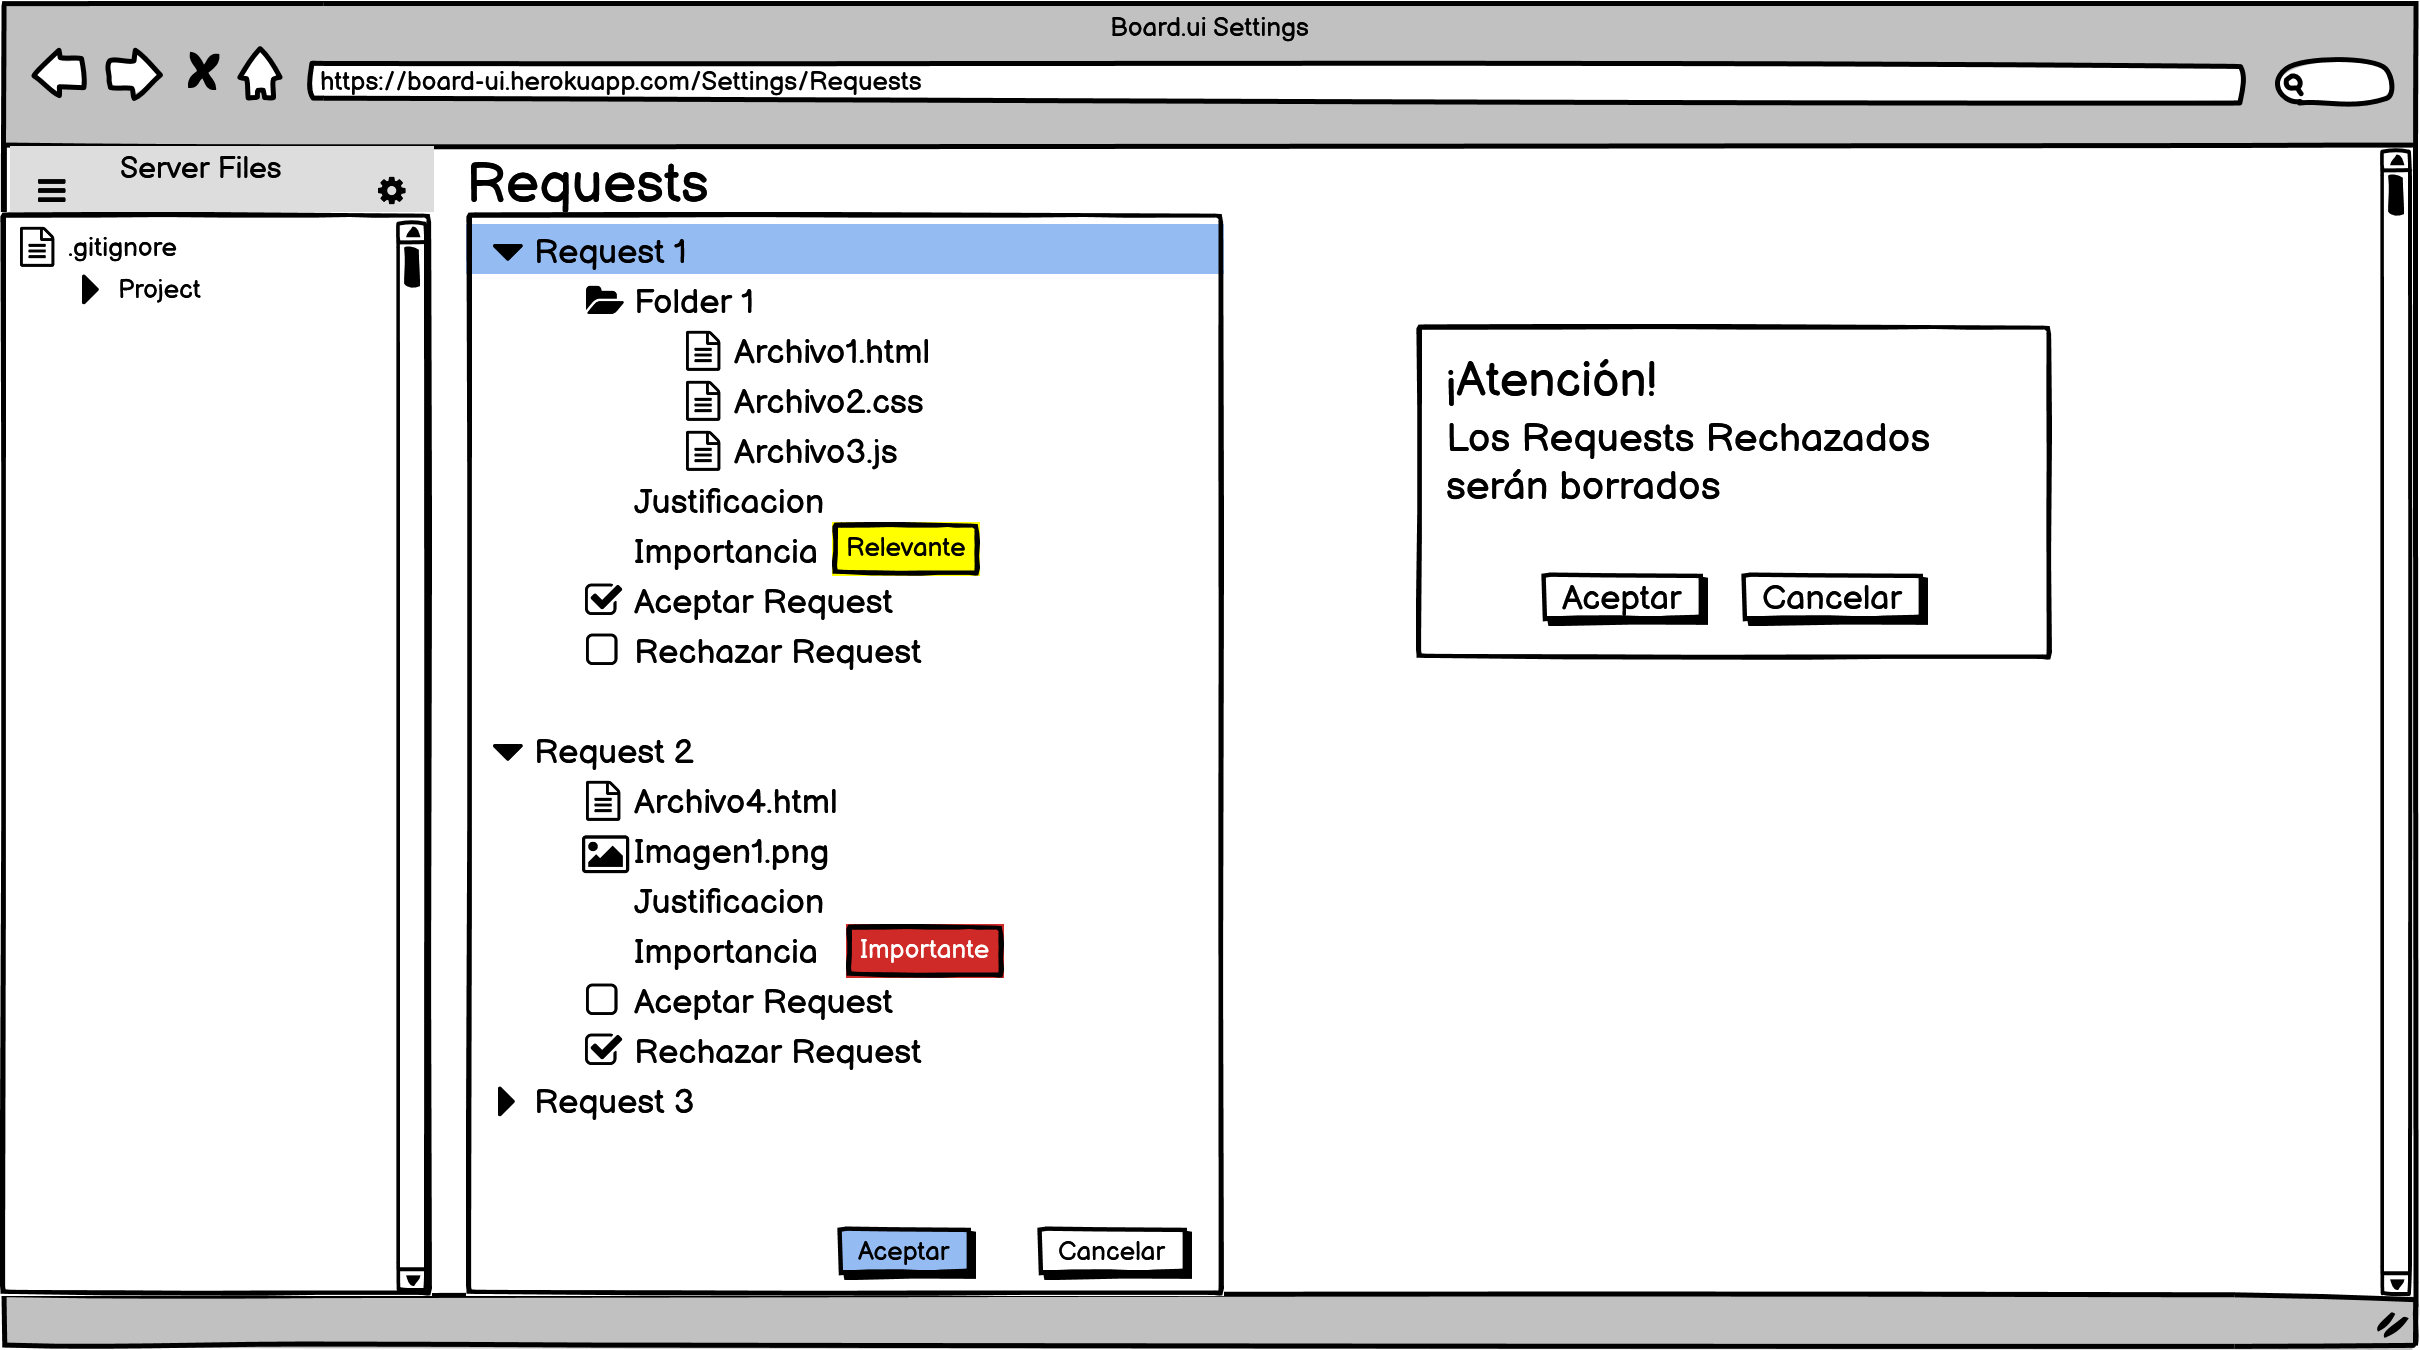 Board.ui Settings
https://board-ui.herokuapp.com/Settings/Requests
Server Files
.gitignore
Project
Requests
Request 1
Folder 1
Archivo1.html
Archivo2.css
Archivo3.js
Justificacion
Importancia Relevante
Aceptar Request
Rechazar Request
Request 2
Archivo4.html
Imagen1.png
Justificacion
Importancia Importante
Aceptar Request
Rechazar Request
Request 3
Aceptar Cancelar
¡Atención!
Los Requests Rechazados
serán borrados
Aceptar Cancelar